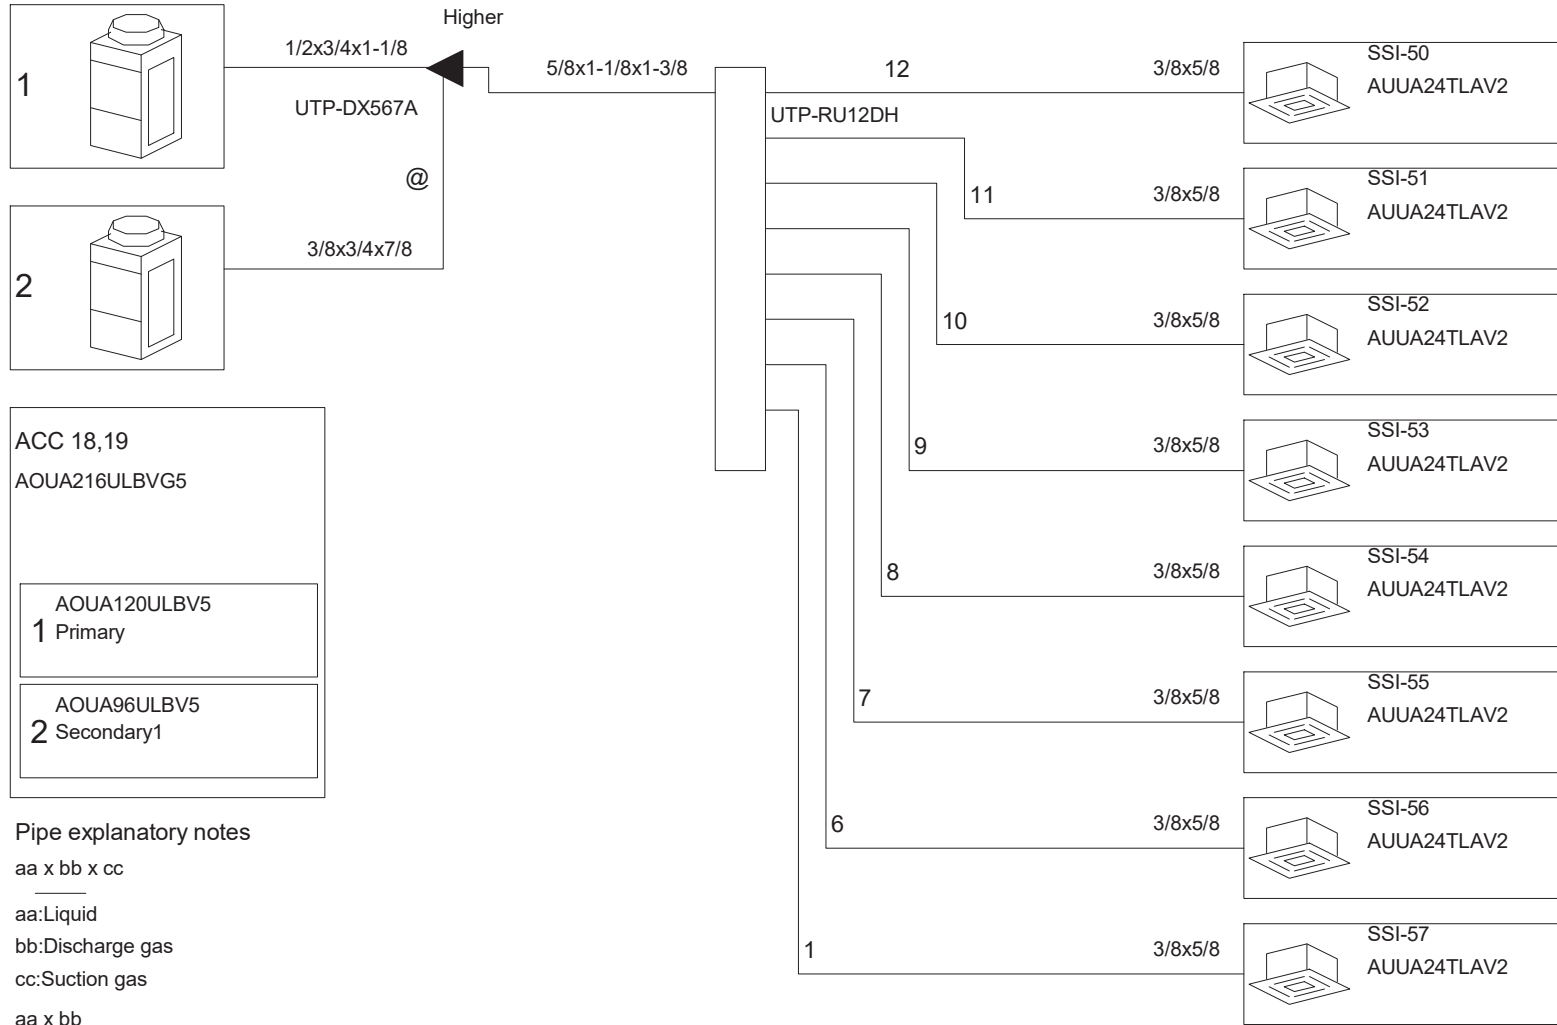 Higher
1/2x3/4x1-1/8
1
UTP-DX567A
@
3/8x3/4x7/8
2
5/8x1-1/8x1-3/8
UTP-RU12DH
12
3/8x5/8
SSI-50
AUUA24TLAV2
11
3/8x5/8
SSI-51
AUUA24TLAV2
10
3/8x5/8
SSI-52
AUUA24TLAV2
9
3/8x5/8
SSI-53
AUUA24TLAV2
8
3/8x5/8
SSI-54
AUUA24TLAV2
7
3/8x5/8
SSI-55
AUUA24TLAV2
6
3/8x5/8
SSI-56
AUUA24TLAV2
1
3/8x5/8
SSI-57
AUUA24TLAV2
ACC 18,19
AOUA216ULBVG5
AOUA120ULBV5
1 Primary
AOUA96ULBV5
2 Secondary1
Pipe explanatory notes
aa x bb x cc
aa:Liquid
bb:Discharge gas
cc:Suction gas
aa x bb